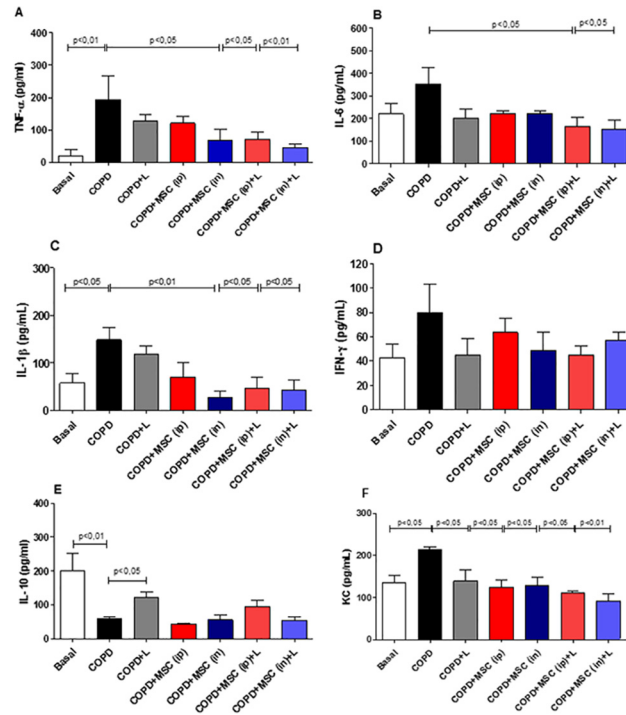 A
p<0,01
p<0,05
p<0,05
p<0,01
TNF-α (pg/ml)
400
300
200
100
0
Basal
COPD
COPD+L
COPD+MSC (ip)
COPD+MSC (in)
COPD+MSC (ip)+L
COPD+MSC (in)+L
B
p<0,05
p<0,05
IL-6 (pg/mL)
600
500
400
300
200
100
0
Basal
COPD
COPD+L
COPD+MSC (ip)
COPD+MSC (in)
COPD+MSC (ip)+L
COPD+MSC (in)+L
C
p<0,05
p<0,01
p<0,05
p<0,05
IL-1β (pg/mL)
300
200
100
0
Basal
COPD
COPD+L
COPD+MSC (ip)
COPD+MSC (in)
COPD+MSC (ip)+L
COPD+MSC (in)+L
D
IFN-γ (pg/mL)
120
100
80
60
40
20
0
Basal
COPD
COPD+L
COPD+MSC (ip)
COPD+MSC (in)
COPD+MSC (ip)+L
COPD+MSC (in)+L
E
p<0,01
p<0,05
IL-10 (pg/ml)
400
300
200
100
0
Basal
COPD
COPD+L
COPD+MSC (ip)
COPD+MSC (in)
COPD+MSC (ip)+L
COPD+MSC (in)+L
F
p<0,05
p<0,05
p<0,05
p<0,05
p<0,05
p<0,01
KC (pg/mL)
300
200
100
0
Basal
COPD
COPD+L
COPD+MSC (ip)
COPD+MSC (in)
COPD+MSC (ip)+L
COPD+MSC (in)+L